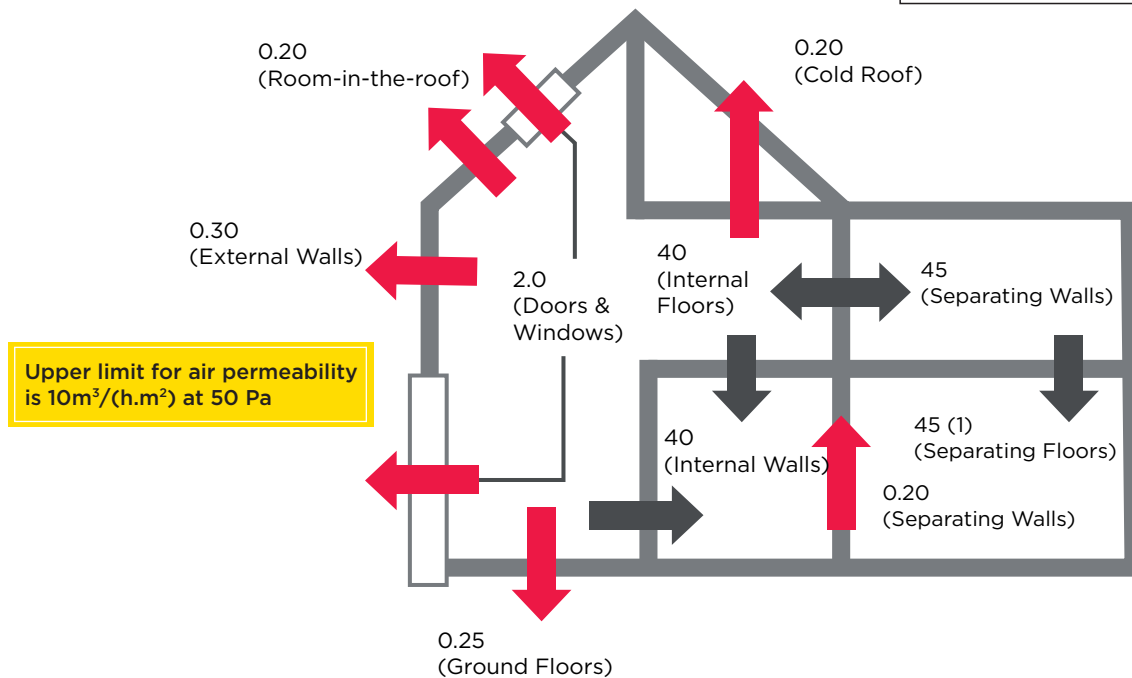 0.20
(Room-in-the-roof)
0.20
(Cold Roof)
0.30
(External Walls)
2.0
(Doors &
Windows)
40
(Internal
Floors)
45
(Separating Walls)
Upper limit for air permeability
is 10m³/(h.m²) at 50 Pa
40
(Internal Walls)
45 (1)
(Separating Floors)
0.20
(Separating Walls)
0.25
(Ground Floors)